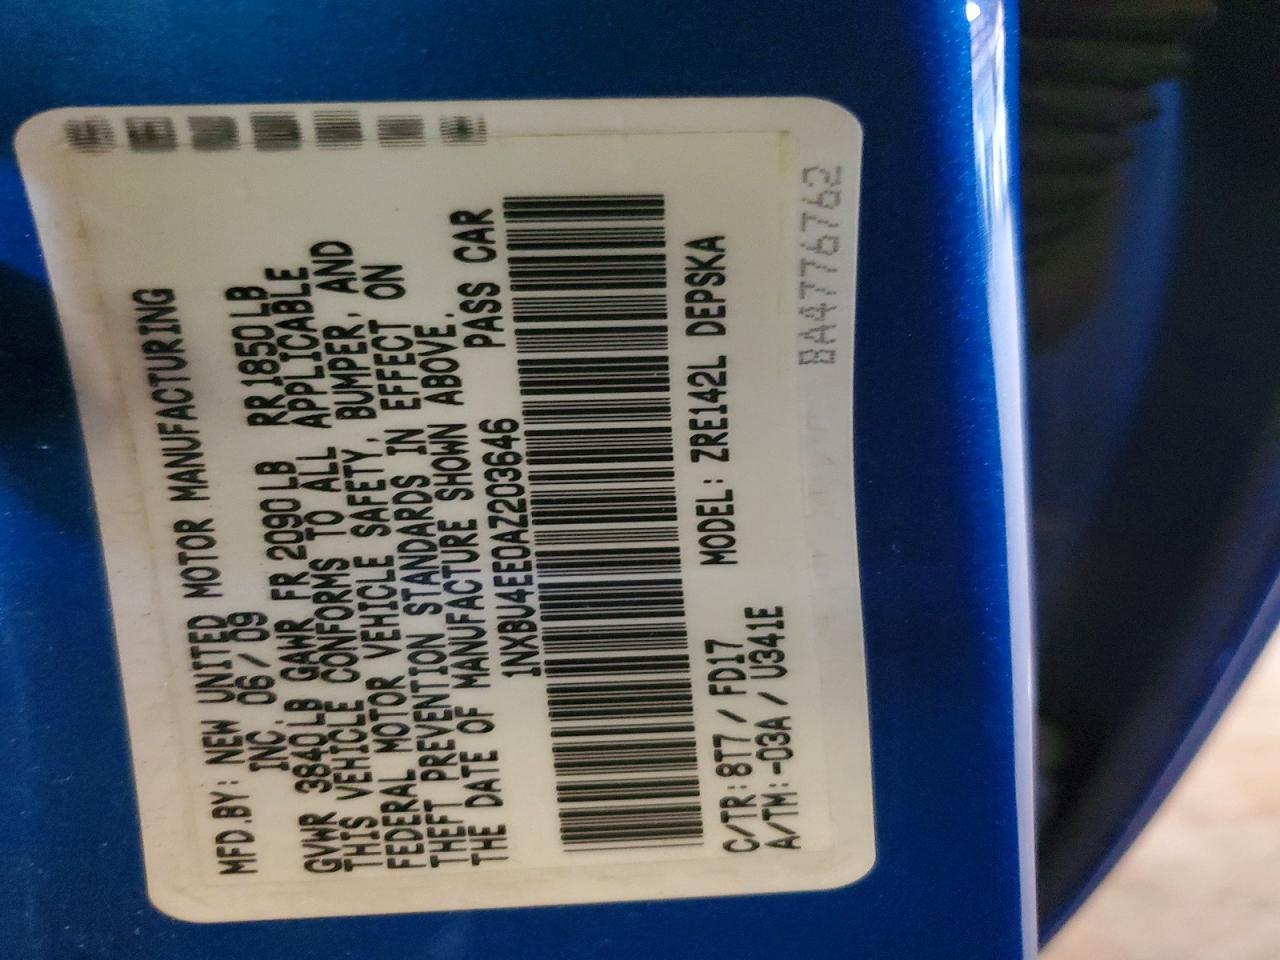 MFD.BY: NEW UNITED MOTOR MANUFACTURING
INC. 06/09
GVWR 3840LB GAWR FR 2090LB RR 1850LB
THIS VEHICLE CONFORMS TO ALL APPLICABLE
FEDERAL MOTOR VEHICLE SAFETY, BUMPER, AND
THEFT PREVENTION STANDARDS IN EFFECT ON
THE DATE OF MANUFACTURE SHOWN ABOVE.
1NXBU4EE0AZ203646 PASS CAR
C/TR:8T7/FD17 MODEL: ZRE142L DEPSKA
A/TM:-03A/U341E
BA4776762